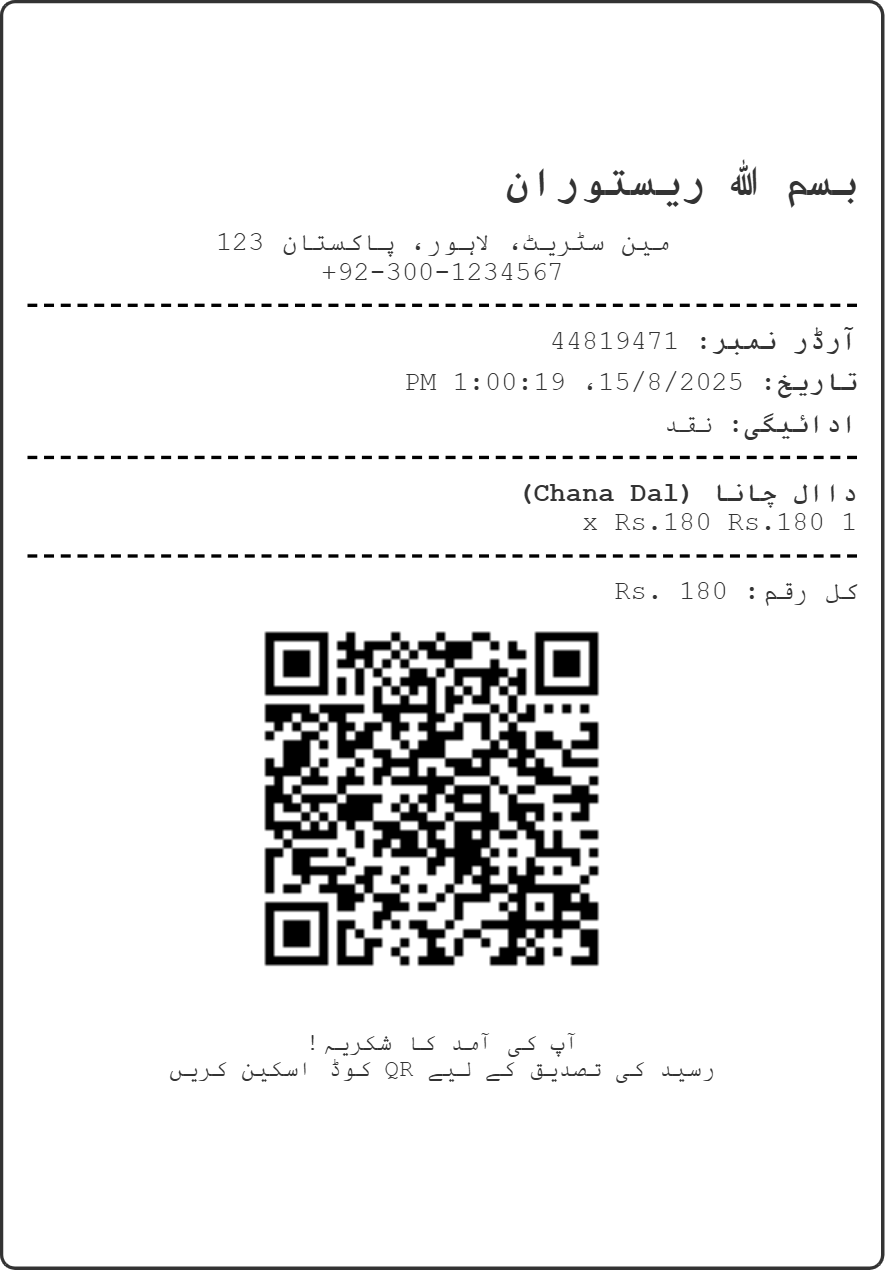 بسم اللہ ریستوران
123 مین سٹریٹ، لاہور، پاکستان
+92-300-1234567
آرڈر نمبر: 44819471
تاریخ: 15/8/2025، 1:00:19 PM
ادائیگی: نقد
داال چانا (Chana Dal)
1 x Rs.180 Rs.180
کل رقم: Rs. 180
آپ کی آمد کا شکریہ!
رسید کی تصدیق کے لیے QR کوڈ اسکین کریں